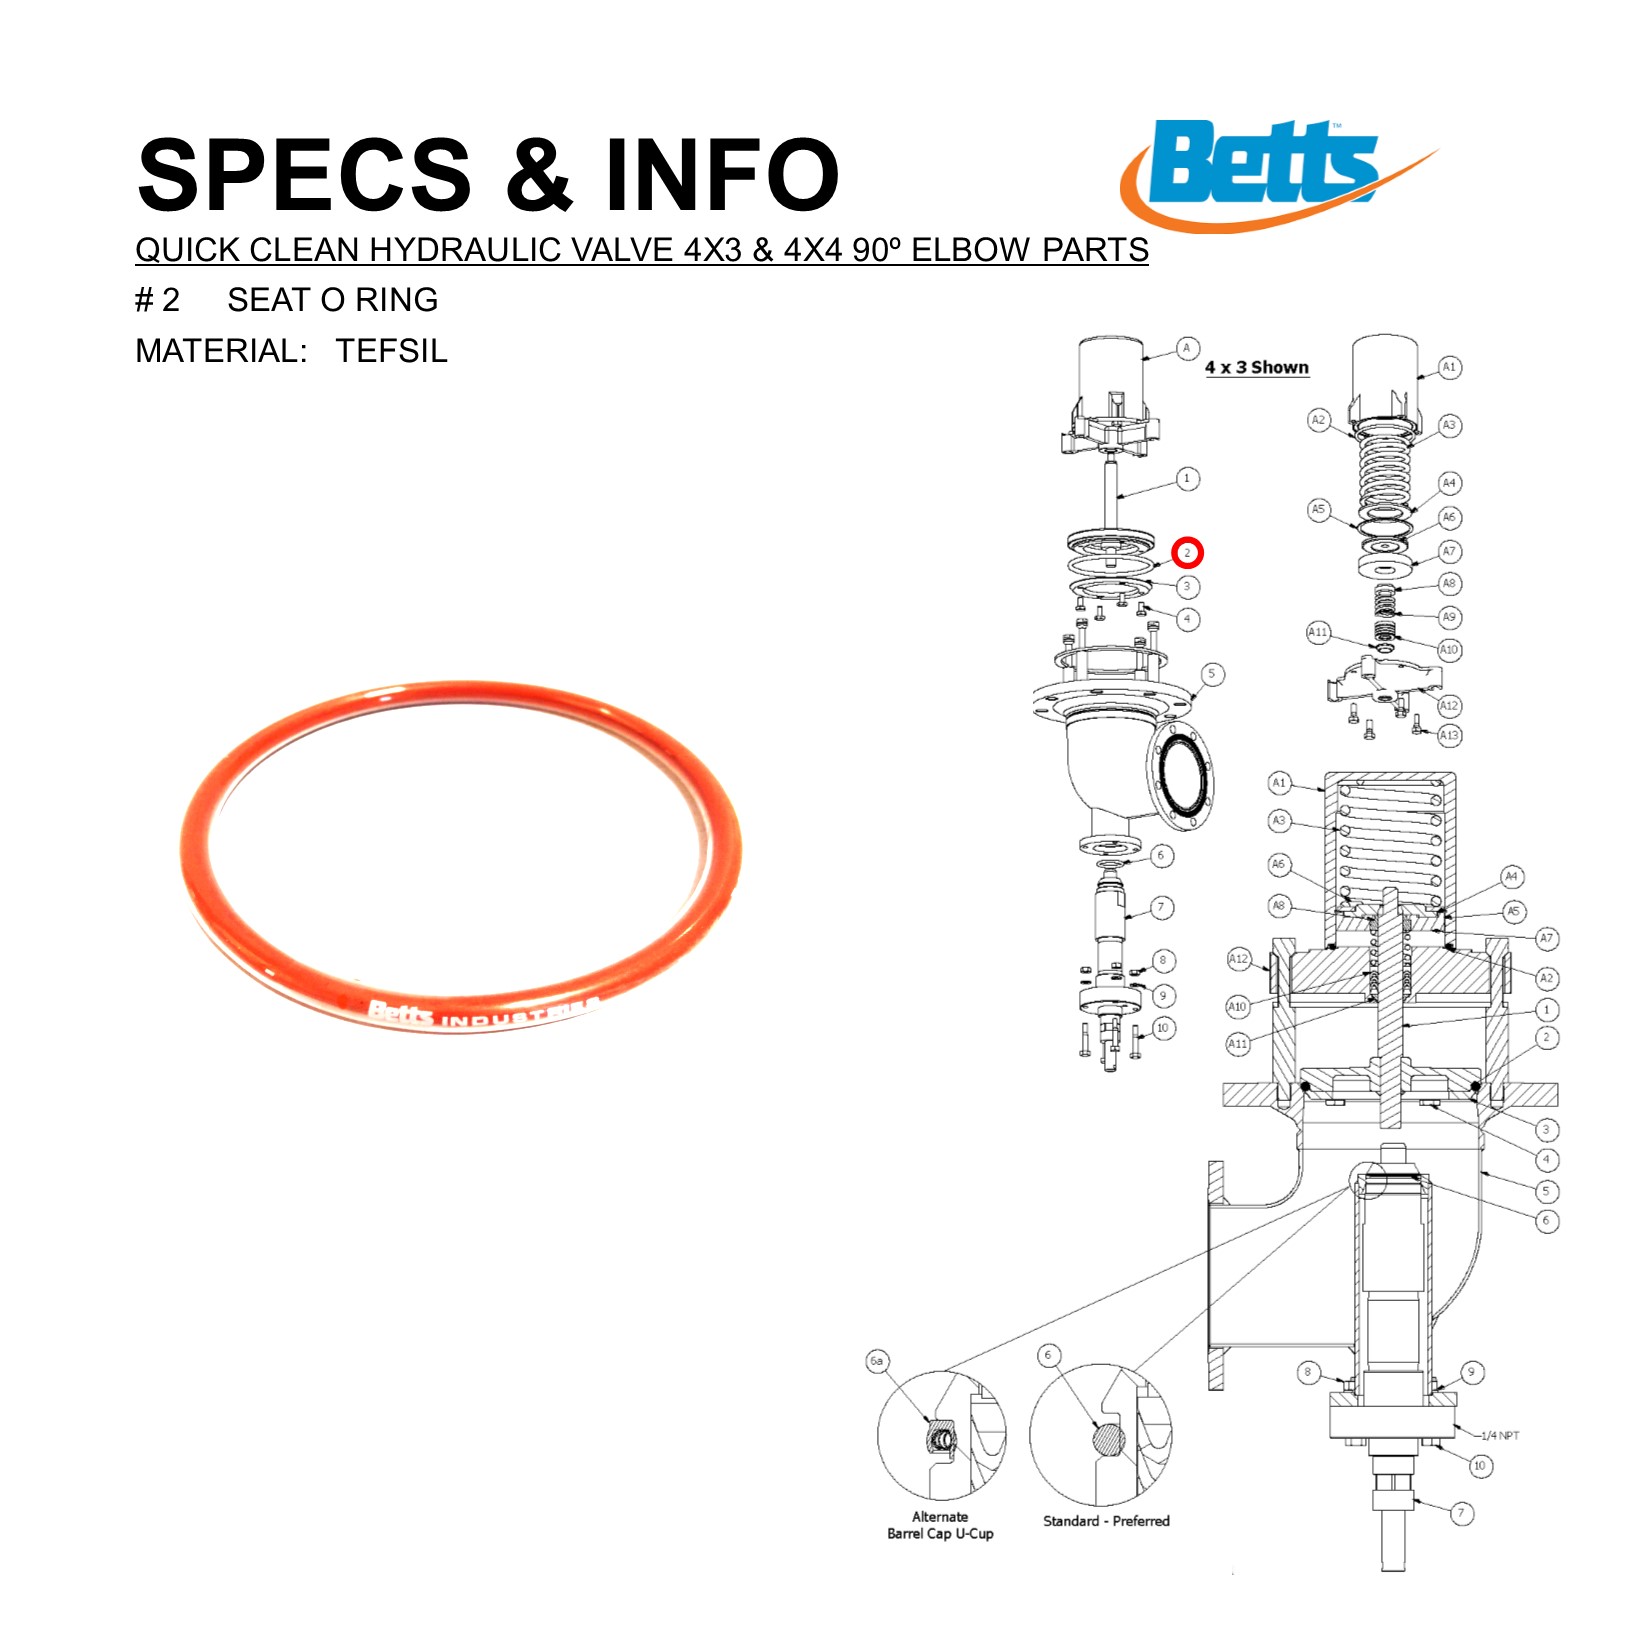 SPECS & INFO
Betts™
QUICK CLEAN HYDRAULIC VALVE 4X3 & 4X4 90º ELBOW PARTS
# 2 SEAT O RING
MATERIAL: TEFSIL
A
4 x 3 Shown
A1
A2
A3
1
A4
A5
A6
2
A7
3
A8
4
A9
A11
A10
5
A12
A13
A1
A3
6
A6
A4
7
A8
A5
A7
8
A12
A2
9
A10
1
10
A11
2
3
4
5
6
6a
6
8
9
1/4 NPT
10
7
Alternate
Barrel Cap U-Cup
Standard - Preferred
Betts INDUSTRIES